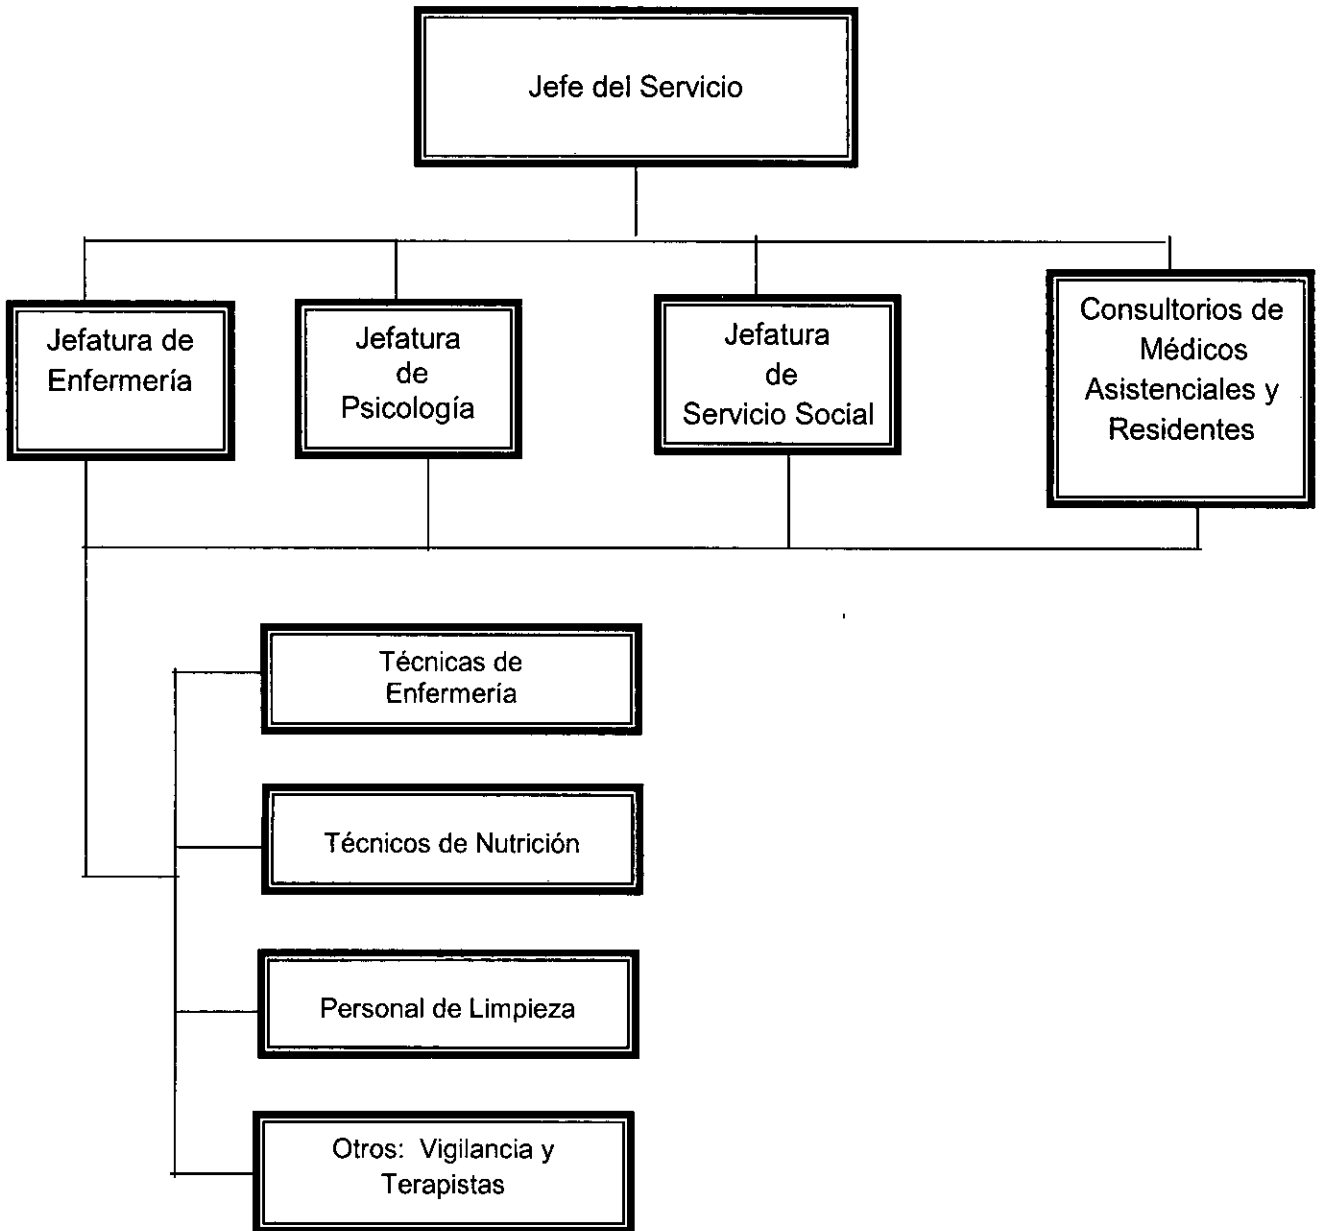 Jefe del Servicio
Jefatura de
Enfermería
Jefatura
de
Psicología
Jefatura
de
Servicio Social
Consultorios de
Médicos
Asistenciales y
Residentes
Técnicas de
Enfermería
Técnicos de Nutrición
Personal de Limpieza
Otros: Vigilancia y
Terapistas